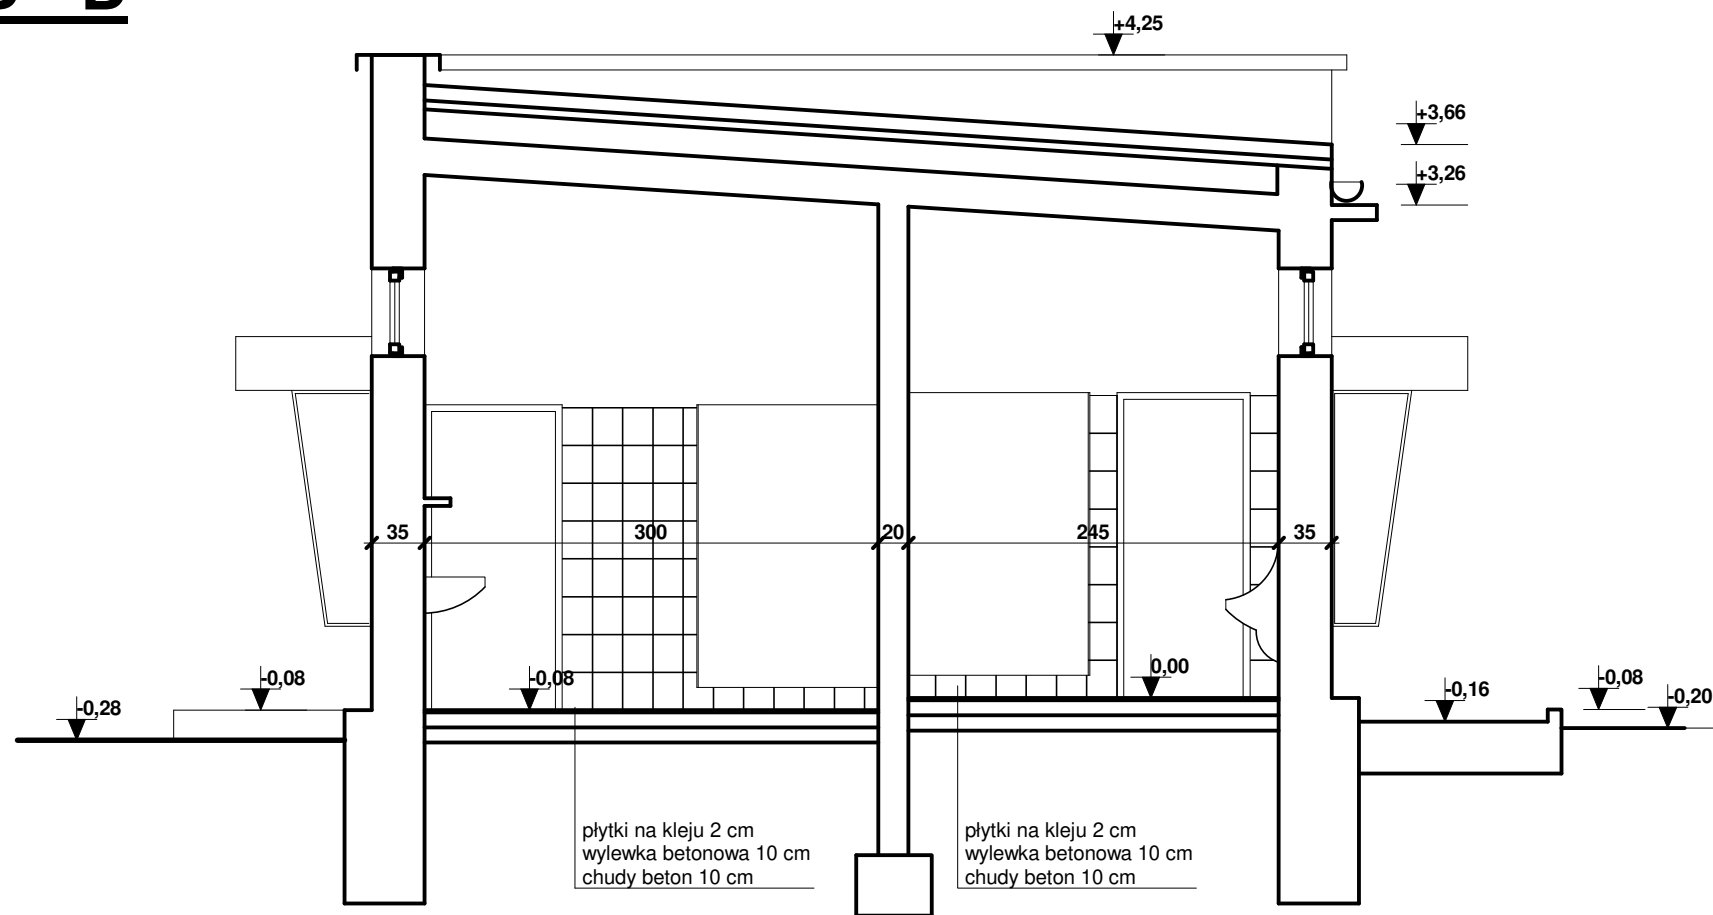 +4,25
+3,66
+3,26
35 300 20 245 35
-0,28
-0,08
-0,08
0,00
-0,16
-0,08
-0,20
płytki na kleju 2 cm
wylewka betonowa 10 cm
chudy beton 10 cm
płytki na kleju 2 cm
wylewka betonowa 10 cm
chudy beton 10 cm